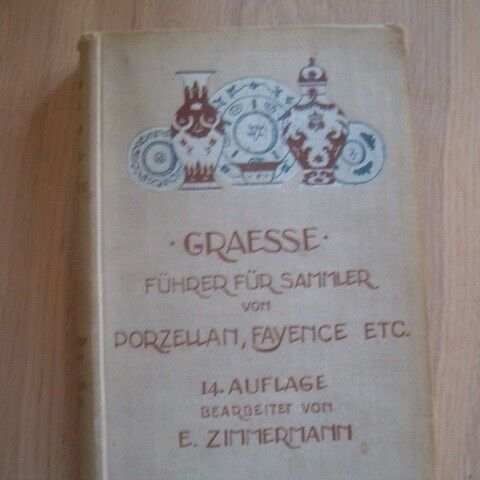 · GRAESSE ·
FÜHRER FÜR SAMMLER
VON
PORZELLAN, FAYENCE ETC.
14. AUFLAGE
BEARBEITET VON
E. ZIMMERMANN